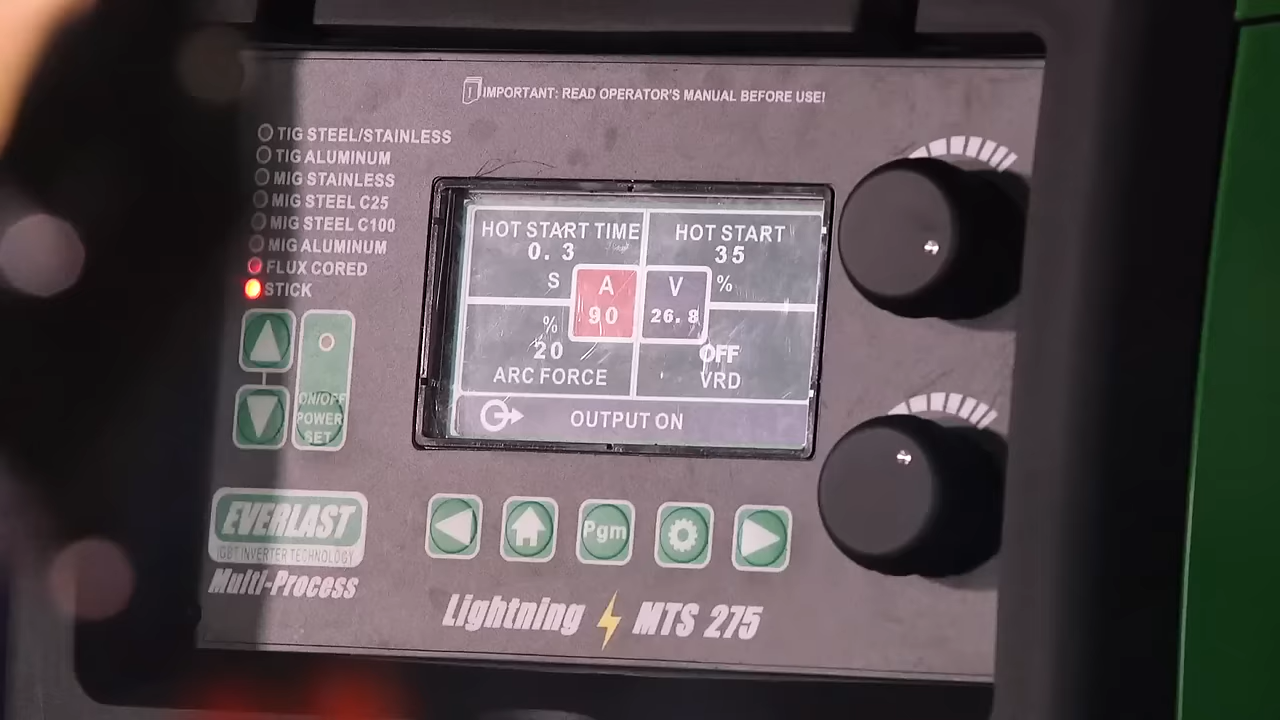 IMPORTANT: READ OPERATOR'S MANUAL BEFORE USE!
TIG STEEL/STAINLESS
TIG ALUMINUM
MIG STAINLESS
MIG STEEL C25
MIG STEEL C100
MIG ALUMINUM
FLUX CORED
STICK
ON/OFF
POWER
SET
HOT START TIME
0.3
S
HOT START
35
%
A
90
V
26.8
%
20
ARC FORCE
OFF
VRD
OUTPUT ON
Pgm
EVERLAST
IGBT INVERTER TECHNOLOGY
Multi-Process
Lightning MTS 275